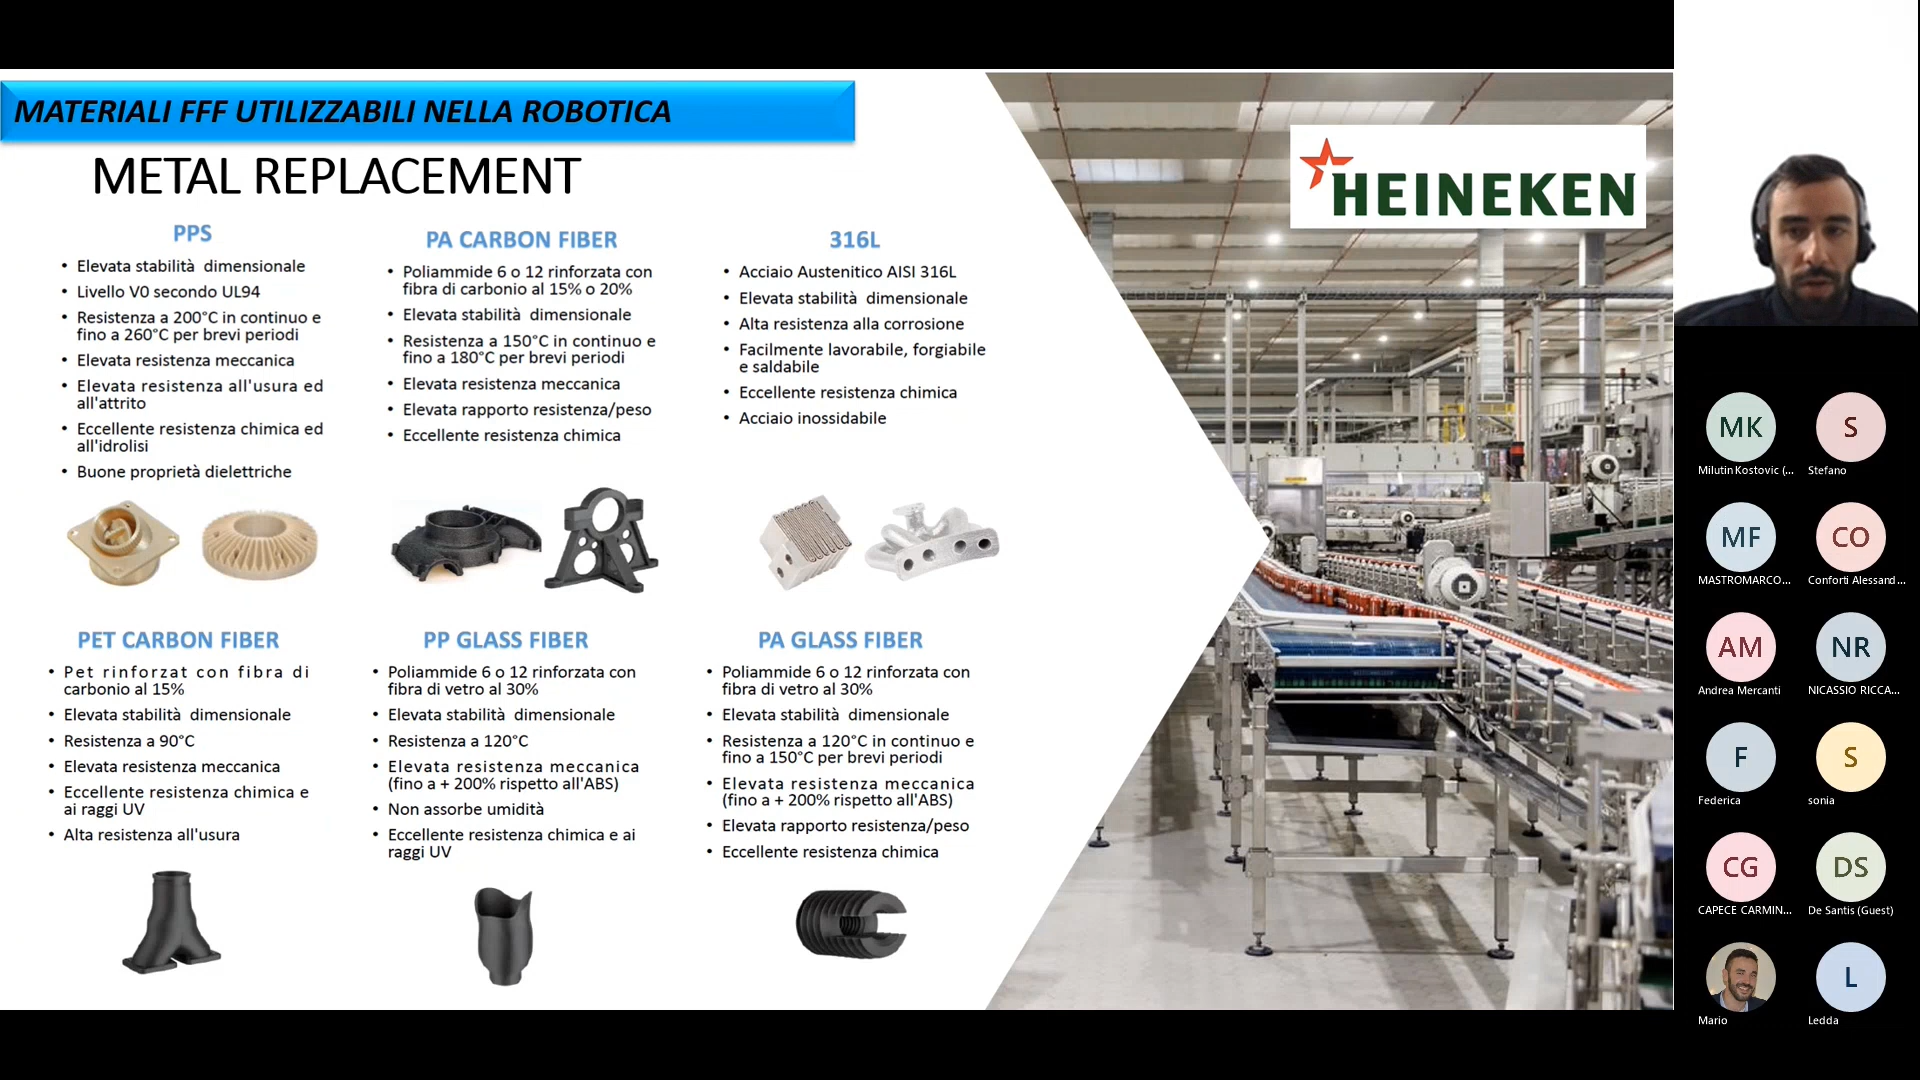 MATERIALI FFF UTILIZZABILI NELLA ROBOTICA
METAL REPLACEMENT
PPS
• Elevata stabilità dimensionale
• Livello V0 secondo UL94
• Resistenza a 200°C in continuo e
fino a 260°C per brevi periodi
• Elevata resistenza meccanica
• Elevata resistenza all'usura ed
all'attrito
• Eccellente resistenza chimica ed
all'idrolisi
• Buone proprietà dielettriche
PA CARBON FIBER
• Poliammide 6 o 12 rinforzata con
fibra di carbonio al 15% o 20%
• Elevata stabilità dimensionale
• Resistenza a 150°C in continuo e
fino a 180°C per brevi periodi
• Elevata resistenza meccanica
• Elevata rapporto resistenza/peso
• Eccellente resistenza chimica
316L
• Acciaio Austenitico AISI 316L
• Elevata stabilità dimensionale
• Alta resistenza alla corrosione
• Facilmente lavorabile, forgiabile
e saldabile
• Eccellente resistenza chimica
• Acciaio inossidabile
PET CARBON FIBER
• Pet rinforzat con fibra di
carbonio al 15%
• Elevata stabilità dimensionale
• Resistenza a 90°C
• Elevata resistenza meccanica
• Eccellente resistenza chimica e
ai raggi UV
• Alta resistenza all'usura
PP GLASS FIBER
• Poliammide 6 o 12 rinforzata con
fibra di vetro al 30%
• Elevata stabilità dimensionale
• Resistenza a 120°C
• Elevata resistenza meccanica
(fino a + 200% rispetto all'ABS)
• Non assorbe umidità
• Eccellente resistenza chimica e ai
raggi UV
PA GLASS FIBER
• Poliammide 6 o 12 rinforzata con
fibra di vetro al 30%
• Elevata stabilità dimensionale
• Resistenza a 120°C in continuo e
fino a 150°C per brevi periodi
• Elevata resistenza meccanica
(fino a + 200% rispetto all'ABS)
• Elevata rapporto resistenza/peso
• Eccellente resistenza chimica
HEINEKEN
MK
Milutin Kostovic (...
S
Stefano
MF
MASTROMARCO...
CO
Conforti Alessand...
AM
Andrea Mercanti
NR
NICASSIO RICCA...
F
Federica
S
sonia
CG
CAPECE CARMIN...
DS
De Santis (Guest)
Mario
L
Ledda